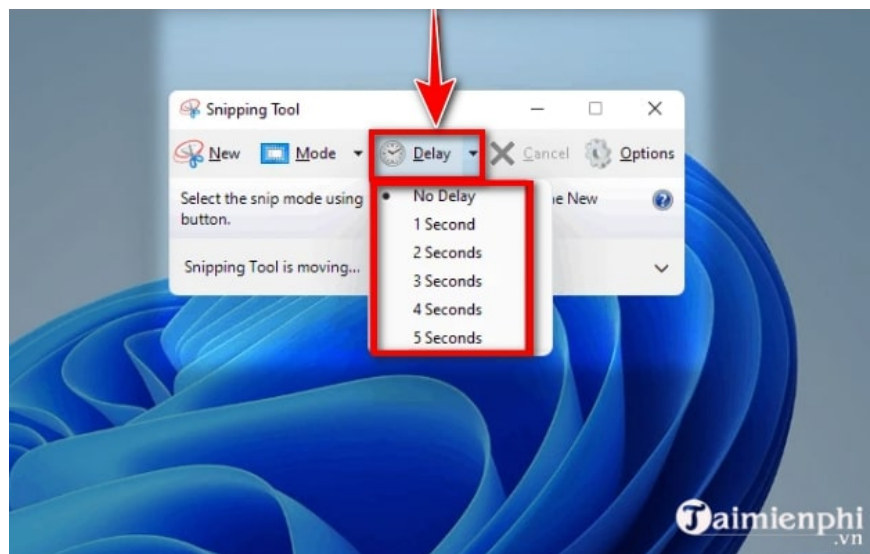 Snipping Tool
New Mode Delay Cancel Options
Select the snip mode using
button.
e New
No Delay
1 Second
2 Seconds
3 Seconds
4 Seconds
5 Seconds
Snipping Tool is moving...
Taimienphi
.vn